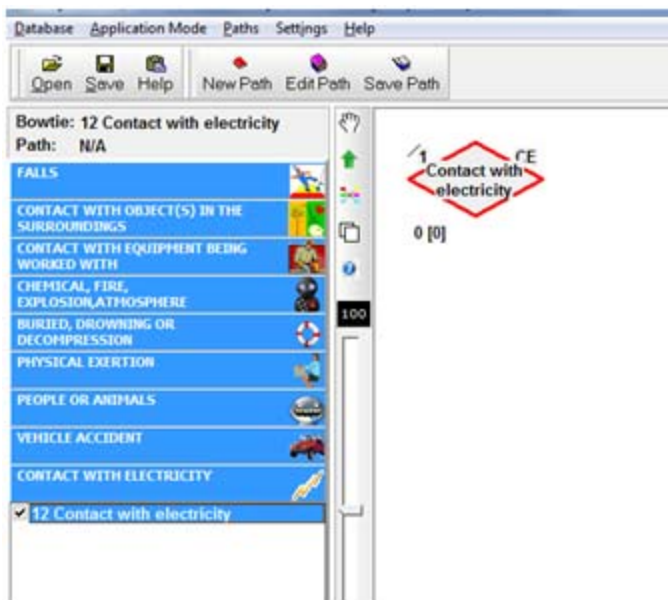 Database Application Mode Paths Settings Help
Open Save Help New Path Edit Path Save Path
Bowtie: 12 Contact with electricity
Path: N/A
FALLS
CONTACT WITH OBJECT(S) IN THE
SURROUNDINGS
CONTACT WITH EQUIPMENT BEING
WORKED WITH
CHEMICAL, FIRE,
EXPLOSION,ATMOSPHERE
BURIED, DROWNING OR
DECOMPRESSION
PHYSICAL EXERTION
PEOPLE OR ANIMALS
VEHICLE ACCIDENT
CONTACT WITH ELECTRICITY
12 Contact with electricity
100
1 CE
Contact with
electricity
0 [0]